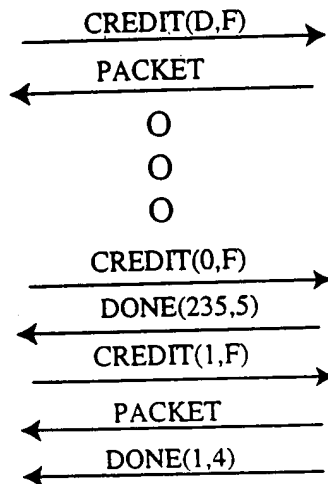 CREDIT(D,F)
PACKET
O
O
O
CREDIT(0,F)
DONE(235,5)
CREDIT(1,F)
PACKET
DONE(1,4)